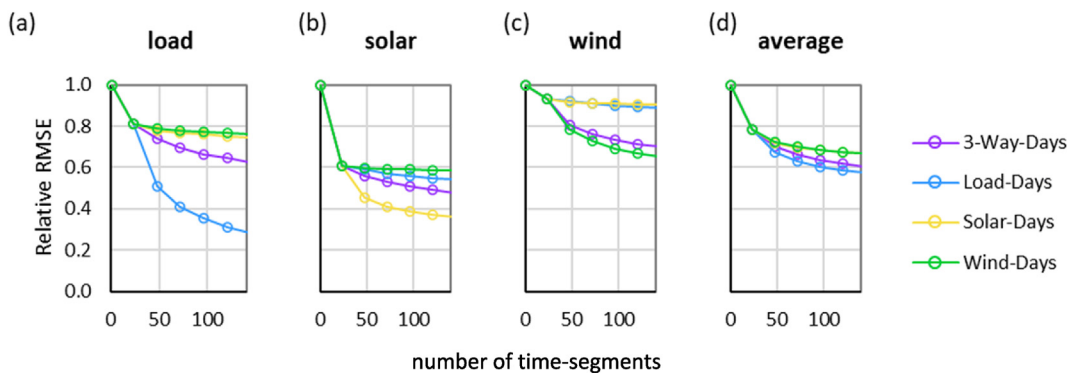 (a) (b) (c) (d)
load solar wind average
Relative RMSE
1.0
0.8
0.6
0.4
0.2
0.0
0 50 100 0 50 100 0 50 100 0 50 100
number of time-segments
3-Way-Days
Load-Days
Solar-Days
Wind-Days